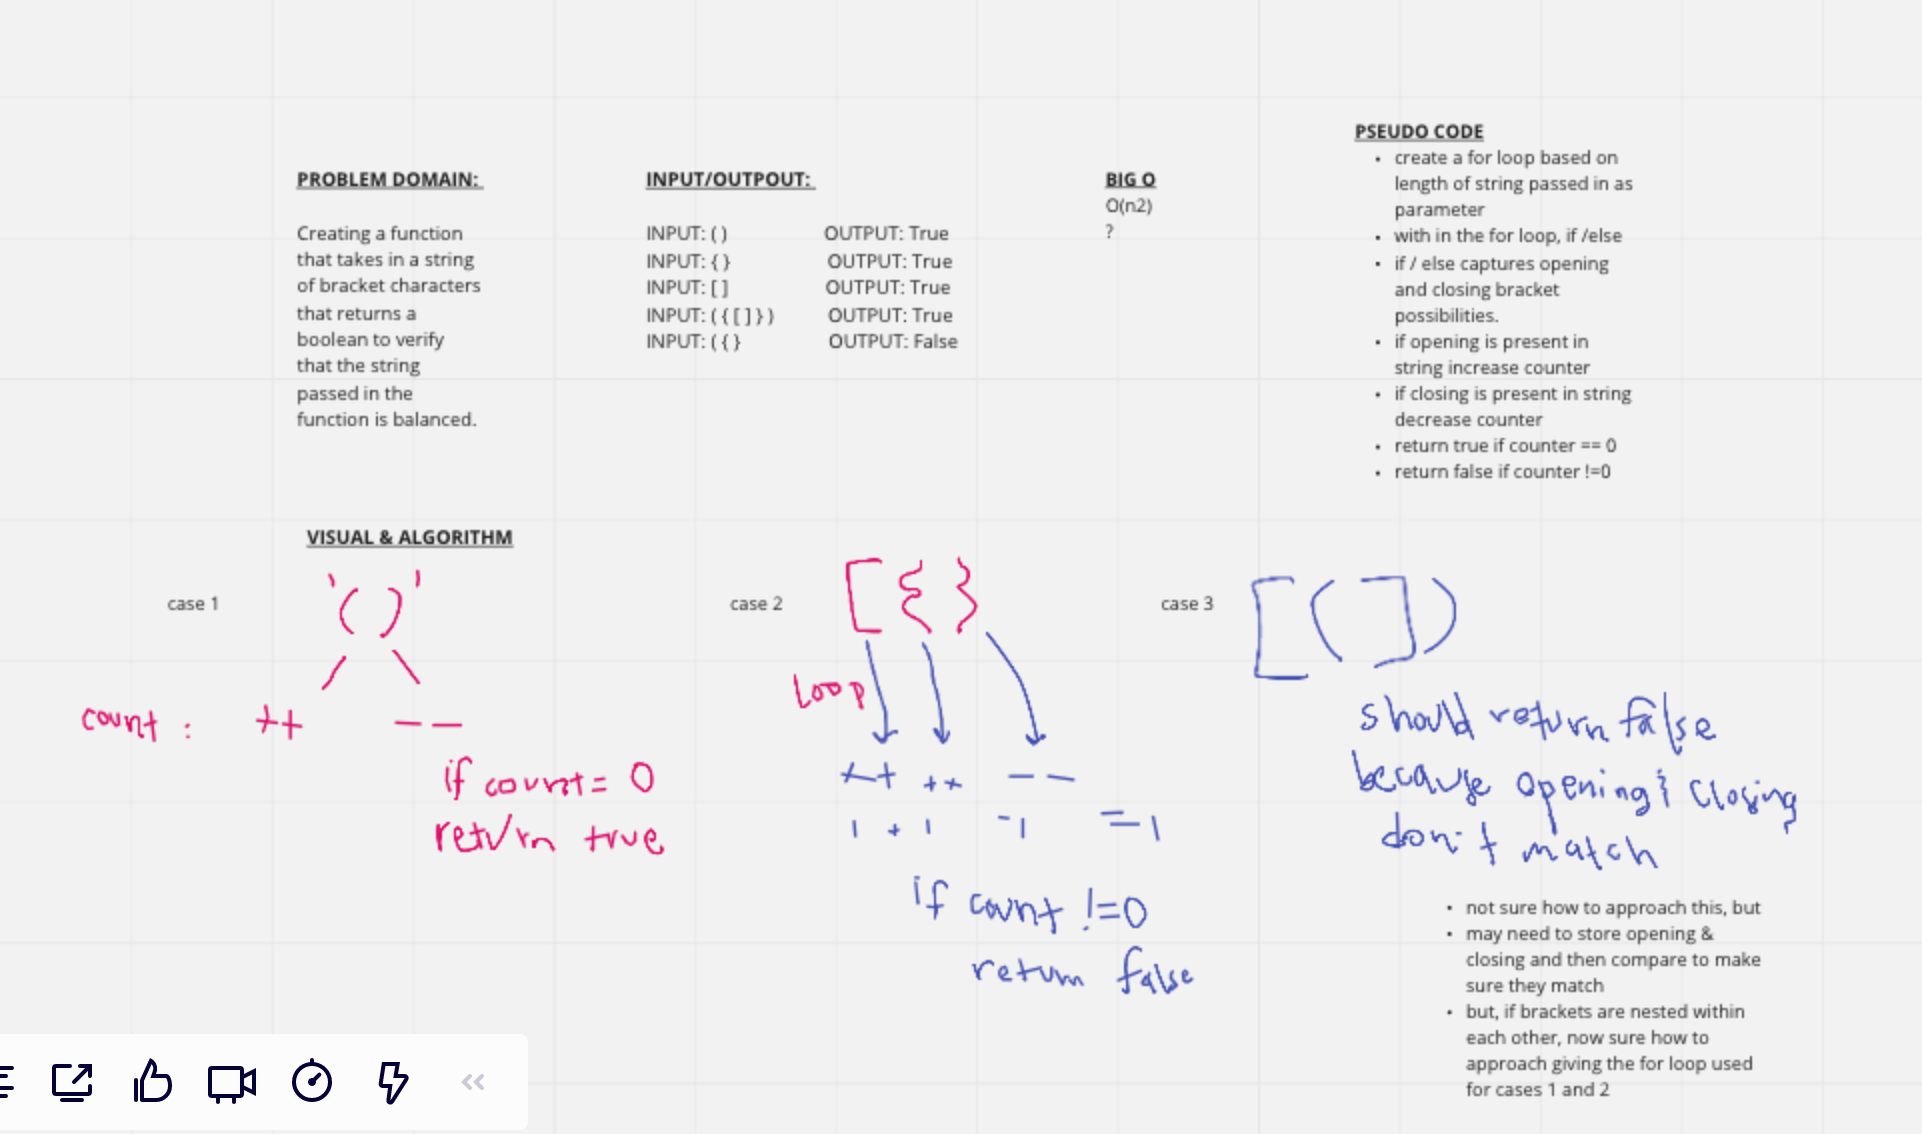 PROBLEM DOMAIN:
Creating a function
that takes in a string
of bracket characters
that returns a
boolean to verify
that the string
passed in the
function is balanced.
INPUT/OUTPOUT:
INPUT: ( ) OUTPUT: True
INPUT: { } OUTPUT: True
INPUT: [ ] OUTPUT: True
INPUT: ( { [ ] } ) OUTPUT: True
INPUT: ( { } OUTPUT: False
BIG O
O(n2)
?
PSEUDO CODE
• create a for loop based on
length of string passed in as
parameter
• with in the for loop, if /else
• if / else captures opening
and closing bracket
possibilities.
• if opening is present in
string increase counter
• if closing is present in string
decrease counter
• return true if counter == 0
• return false if counter !=0
VISUAL & ALGORITHM
case 1
'( )'
count : ++ --
if count = 0
return true
case 2
[ { }
loop
++ ++ --
1 + 1 -1 = 1
if count !=0
return false
case 3
[ ( ] )
should return false
because opening & closing
don't match
• not sure how to approach this, but
• may need to store opening &
closing and then compare to make
sure they match
• but, if brackets are nested within
each other, now sure how to
approach giving the for loop used
for cases 1 and 2